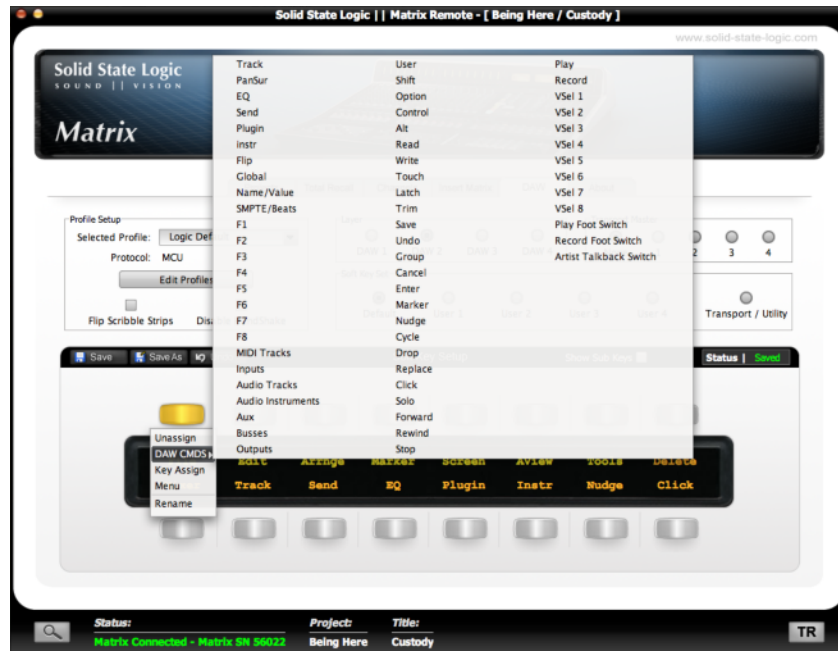 Solid State Logic || Matrix Remote - [ Being Here / Custody ]
www.solid-state-logic.com
Solid State Logic
SOUND || VISION
Matrix
Track
PanSur
EQ
Send
Plugin
instr
Flip
Global
Name/Value
SMPTE/Beats
F1
F2
F3
F4
F5
F6
F7
F8
MIDI Tracks
Inputs
Audio Tracks
Audio Instruments
Aux
Busses
Outputs
User
Shift
Option
Control
Alt
Read
Write
Touch
Latch
Trim
Save
Undo
Group
Cancel
Enter
Marker
Nudge
Cycle
Drop
Replace
Click
Solo
Forward
Rewind
Stop
Play
Record
VSel 1
VSel 2
VSel 3
VSel 4
VSel 5
VSel 6
VSel 7
VSel 8
Play Foot Switch
Record Foot Switch
Artist Talkback Switch
Profile Setup
Selected Profile: Logic Def
Protocol: MCU
Edit Profiles
Flip Scribble Strips
2 3 4
Transport / Utility
Save Save As
Status | Saved
Unassign
DAW CMDS
Key Assign
Menu
Rename
Edit Arrnge Marker Screen AView Tools Delete
Track Send EQ Plugin Instr Nudge Click
Status: Project: Title:
Matrix Connected - Matrix SN 56022 Being Here Custody
TR